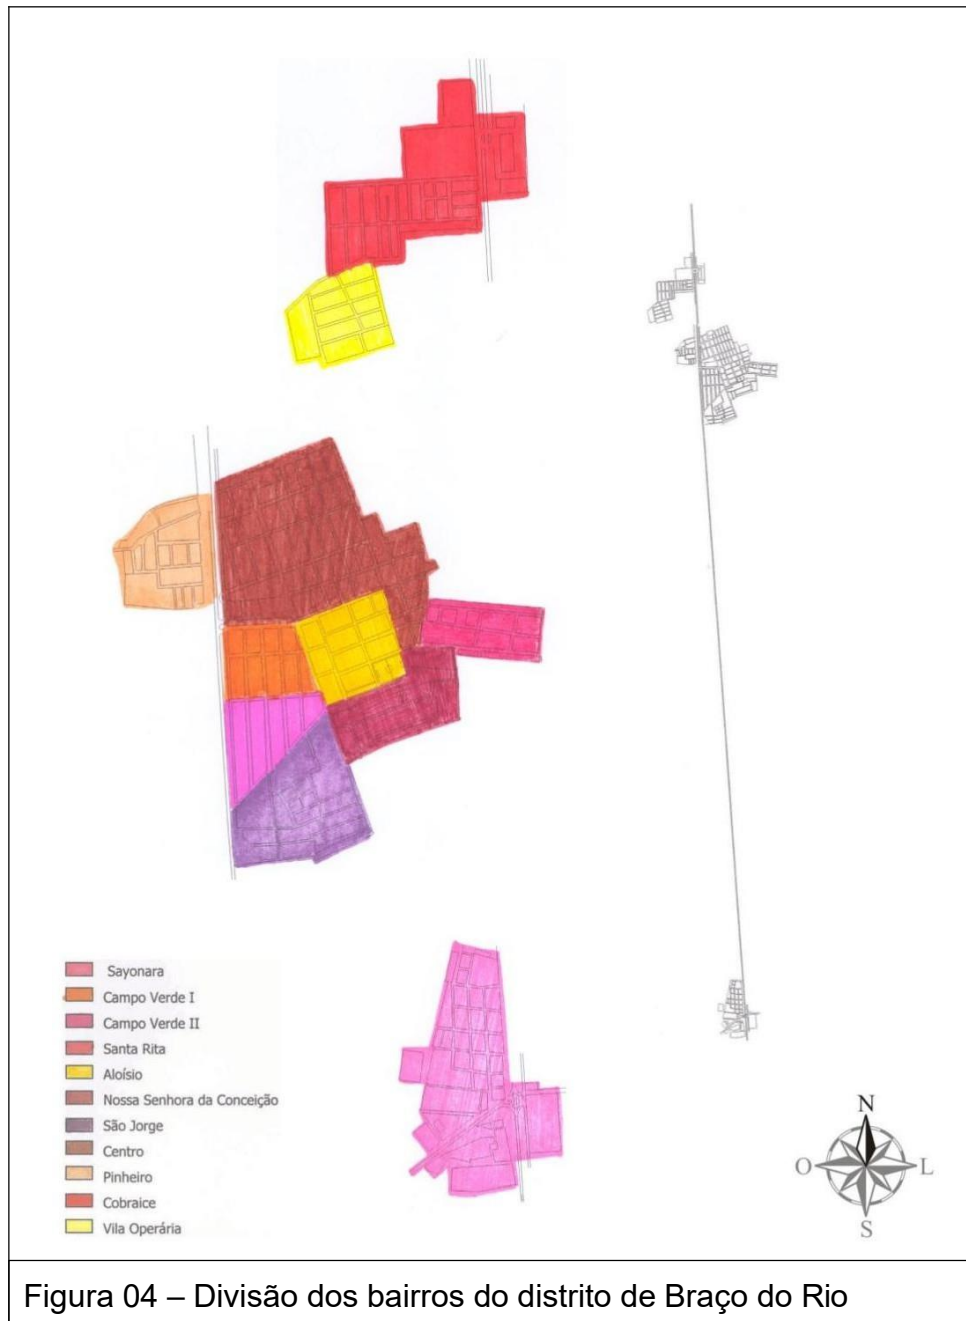 Sayonara
Campo Verde I
Campo Verde II
Santa Rita
Aloísio
Nossa Senhora da Conceição
São Jorge
Centro
Pinheiro
Cobraice
Vila Operária
N
O L
S
Figura 04 – Divisão dos bairros do distrito de Braço do Rio